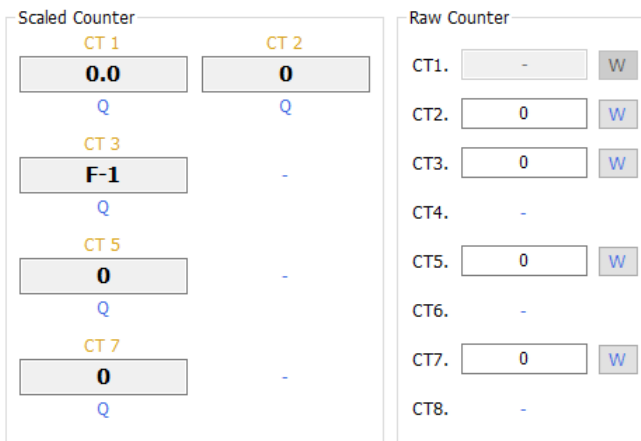 Scaled Counter
CT 1 CT 2
0.0 0
Q Q
CT 3
F-1 -
Q
CT 5
0 -
Q
CT 7
0 -
Q
Raw Counter
CT1. - W
CT2. 0 W
CT3. 0 W
CT4. -
CT5. 0 W
CT6. -
CT7. 0 W
CT8. -